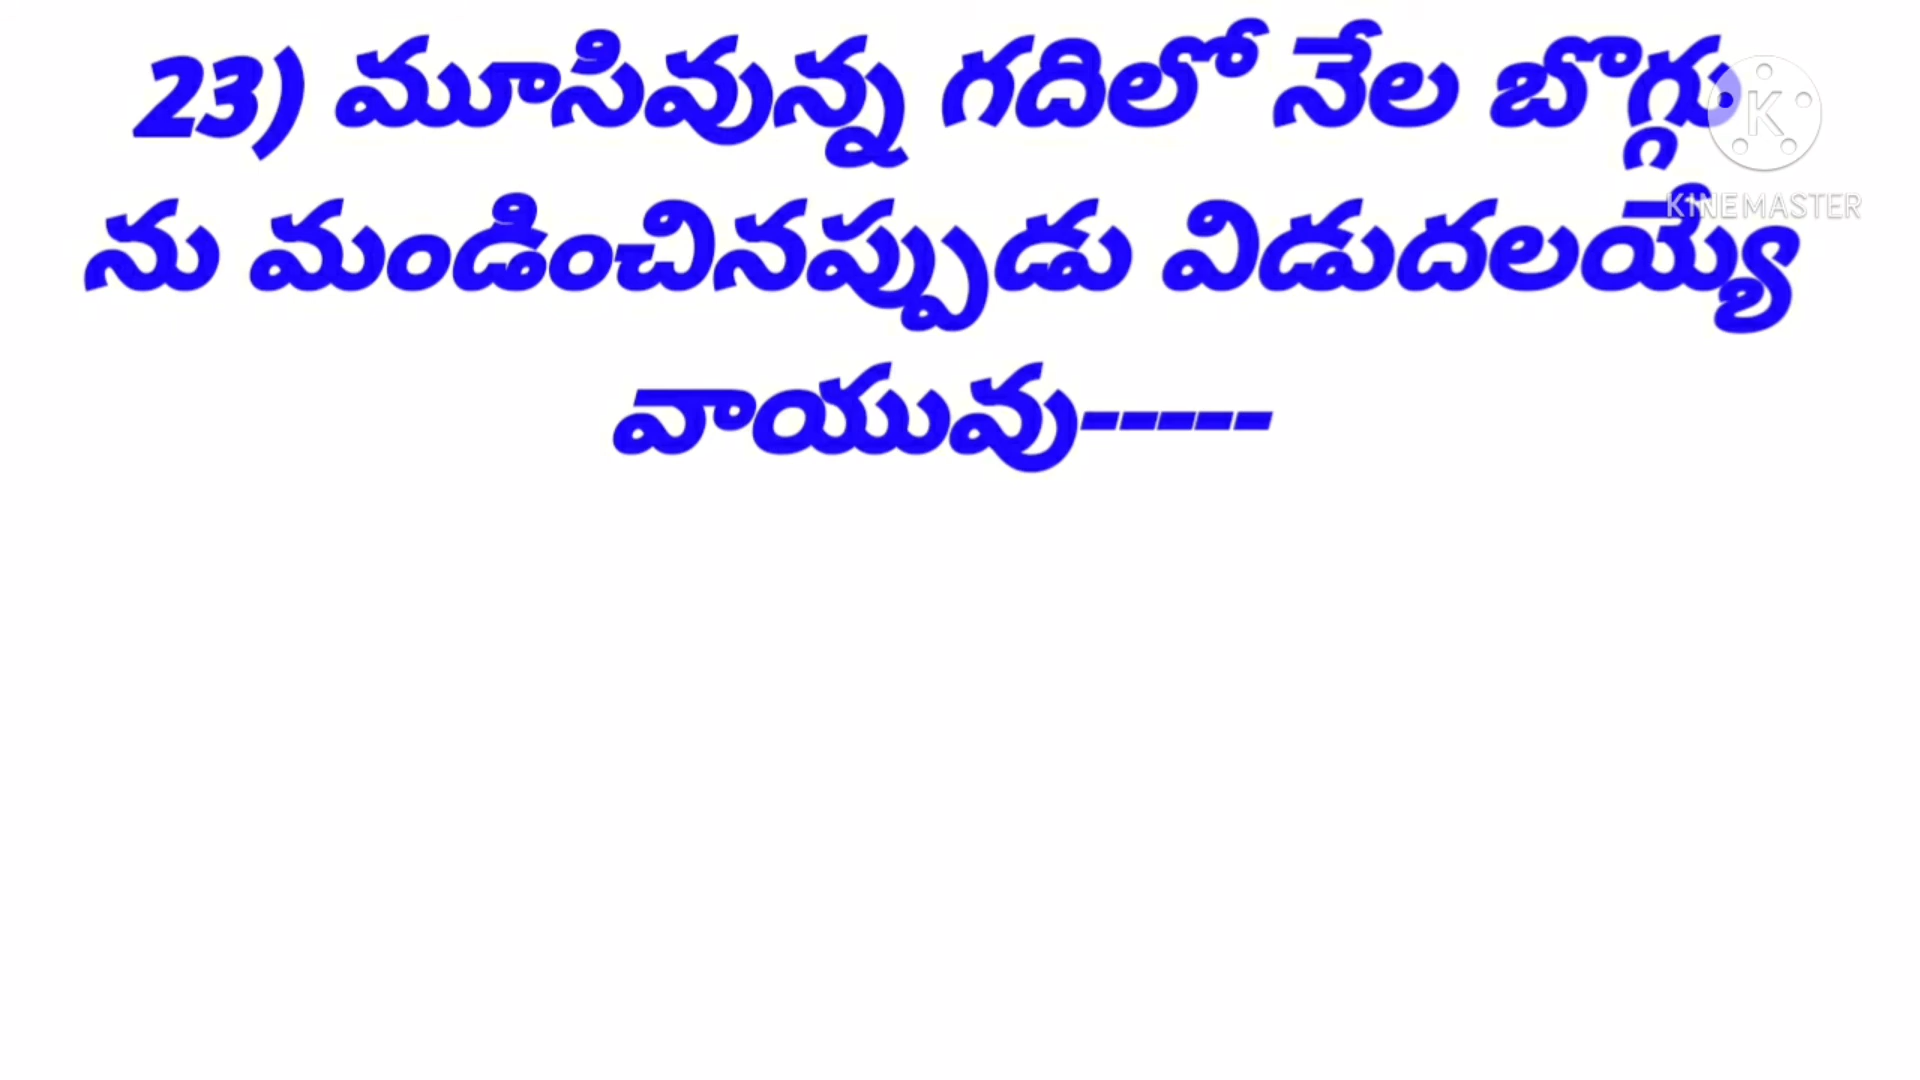 23) మూసివున్న గదిలో నేల బొగ్గు
ను మండించినప్పుడు విడుదలయ్యే
వాయువు-----
K
KINEMASTER